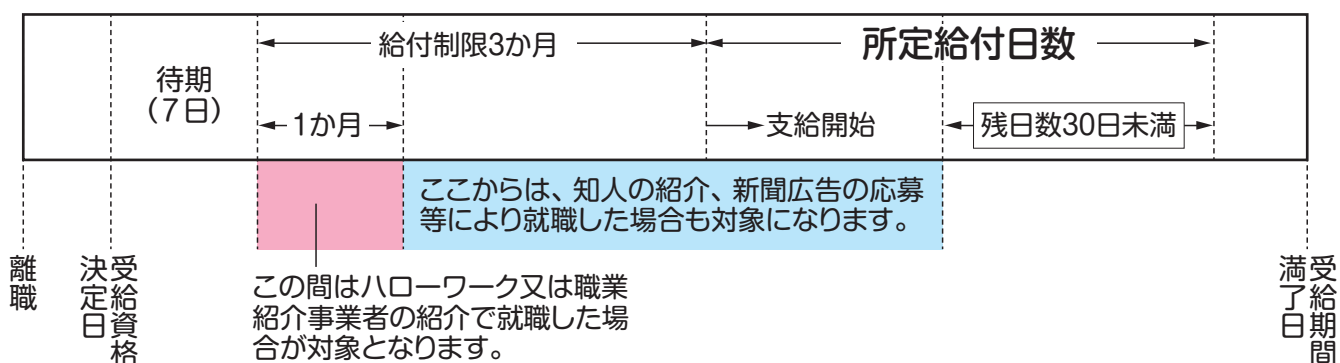 給付制限3か月
所定給付日数
待期
（7日）
1か月
支給開始
残日数30日未満
ここからは、知人の紹介、新聞広告の応募
等により就職した場合も対象になります。
この間はハローワーク又は職業
紹介事業者の紹介で就職した場
合が対象となります。
離職
受給資格
決定日
受給期間
満了日